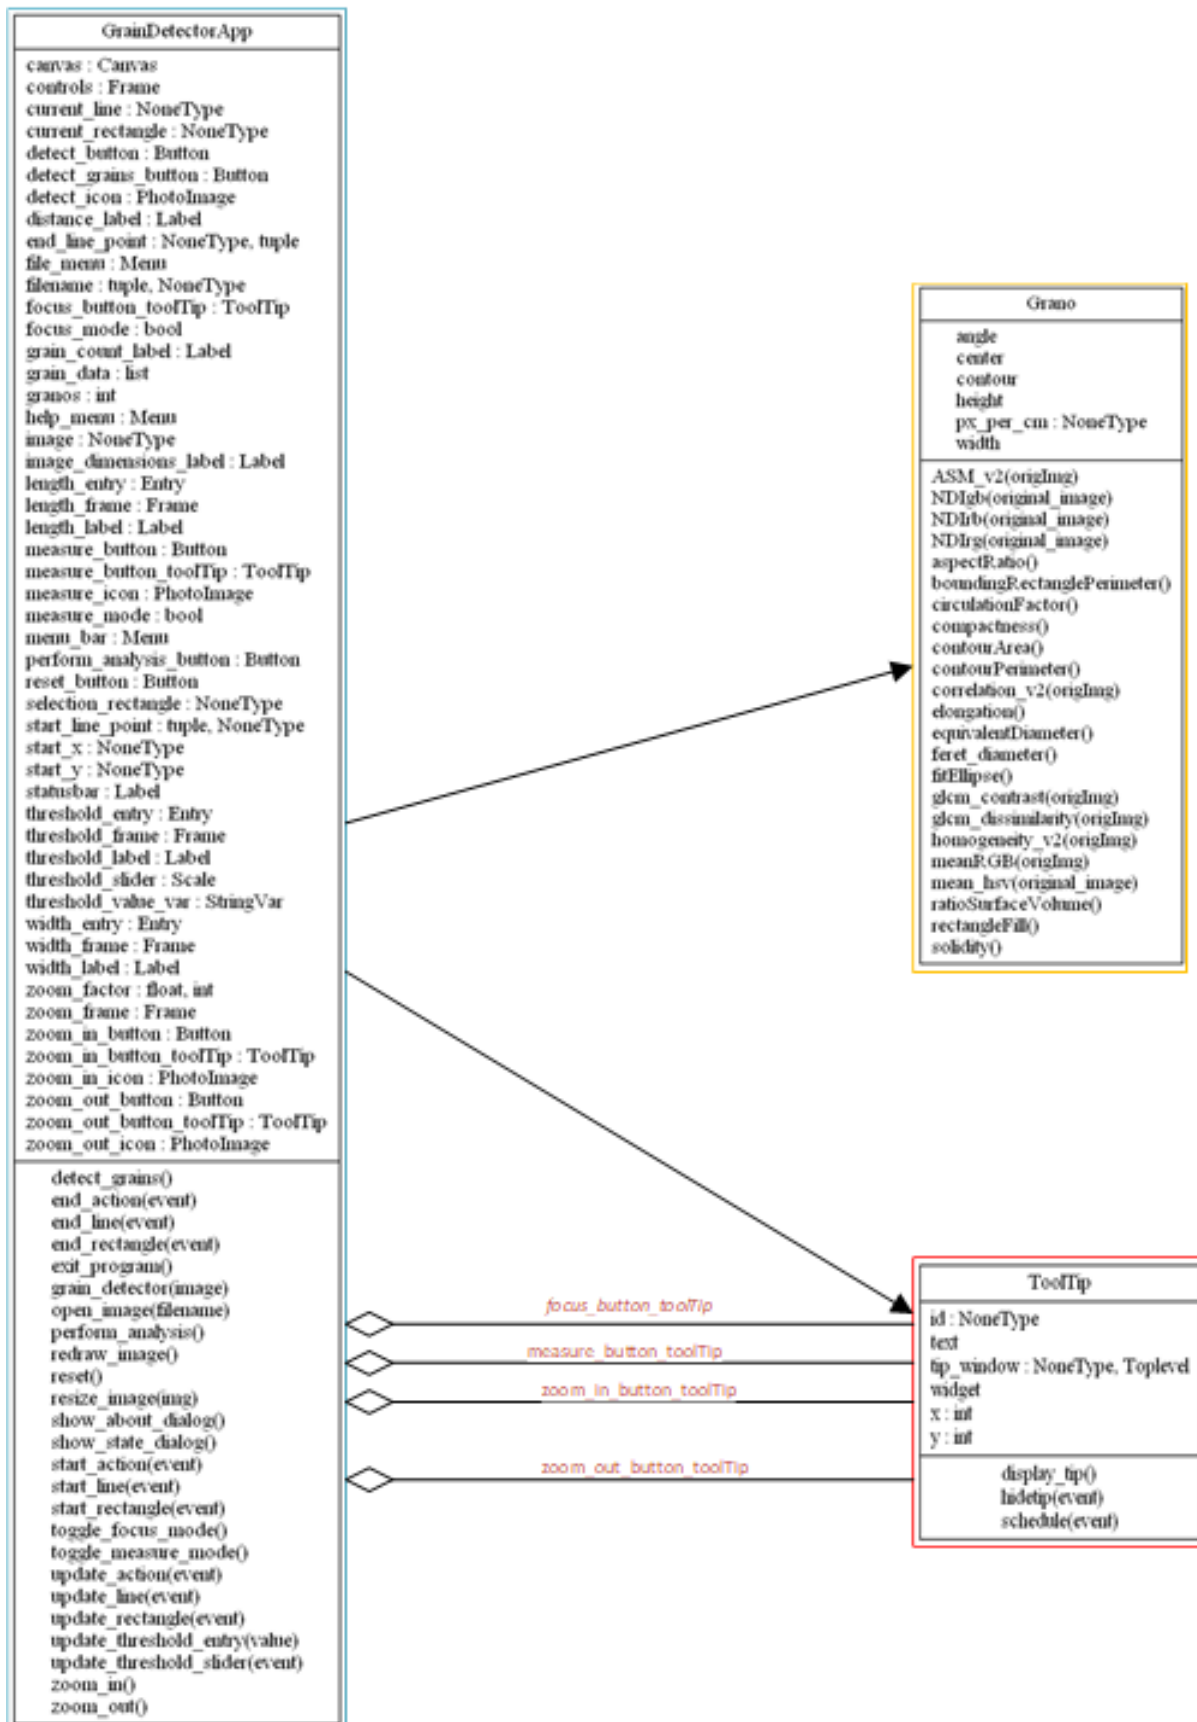 GrainDetectorApp
canvas : Canvas
controls : Frame
current_line : NoneType
current_rectangle : NoneType
detect_button : Button
detect_grains_button : Button
detect_icon : PhotoImage
distance_label : Label
end_line_point : NoneType, tuple
file_menu : Menu
filename : tuple, NoneType
focus_button_toolTip : ToolTip
focus_mode : bool
grain_count_label : Label
grain_data : list
granos : int
help_menu : Menu
image : NoneType
image_dimensions_label : Label
length_entry : Entry
length_frame : Frame
length_label : Label
measure_button : Button
measure_button_toolTip : ToolTip
measure_icon : PhotoImage
measure_mode : bool
menu_bar : Menu
perform_analysis_button : Button
reset_button : Button
selection_rectangle : NoneType
start_line_point : tuple, NoneType
start_x : NoneType
start_y : NoneType
statusbar : Label
threshold_entry : Entry
threshold_frame : Frame
threshold_label : Label
threshold_slider : Scale
threshold_value_var : StringVar
width_entry : Entry
width_frame : Frame
width_label : Label
zoom_factor : float, int
zoom_frame : Frame
zoom_in_button : Button
zoom_in_button_toolTip : ToolTip
zoom_in_icon : PhotoImage
zoom_out_button : Button
zoom_out_button_toolTip : ToolTip
zoom_out_icon : PhotoImage
detect_grains()
end_action(event)
end_line(event)
end_rectangle(event)
exit_program()
grain_detector(image)
open_image(filename)
perform_analysis()
redraw_image()
reset()
resize_image(img)
show_about_dialog()
show_state_dialog()
start_action(event)
start_line(event)
start_rectangle(event)
toggle_focus_mode()
toggle_measure_mode()
update_action(event)
update_line(event)
update_rectangle(event)
update_threshold_entry(value)
update_threshold_slider(event)
zoom_in()
zoom_out()
focus_button_toolTip
measure_button_toolTip
zoom_in_button_toolTip
zoom_out_button_toolTip
Grano
angle
center
contour
height
px_per_cm : NoneType
width
ASM_v2(origImg)
NDIgb(original_image)
NDIrb(original_image)
NDIrg(original_image)
aspectRatio()
boundingRectanglePerimeter()
circulationFactor()
compactness()
contourArea()
contourPerimeter()
correlation_v2(origImg)
elongation()
equivalentDiameter()
feret_diameter()
fitEllipse()
glcm_contrast(origImg)
glcm_dissimilarity(origImg)
homogeneity_v2(origImg)
meanRGB(origImg)
mean_hsv(original_image)
ratioSurfaceVolume()
rectangleFill()
solidity()
ToolTip
id : NoneType
text
tip_window : NoneType, Toplevel
widget
x : int
y : int
display_tip()
hidetip(event)
schedule(event)